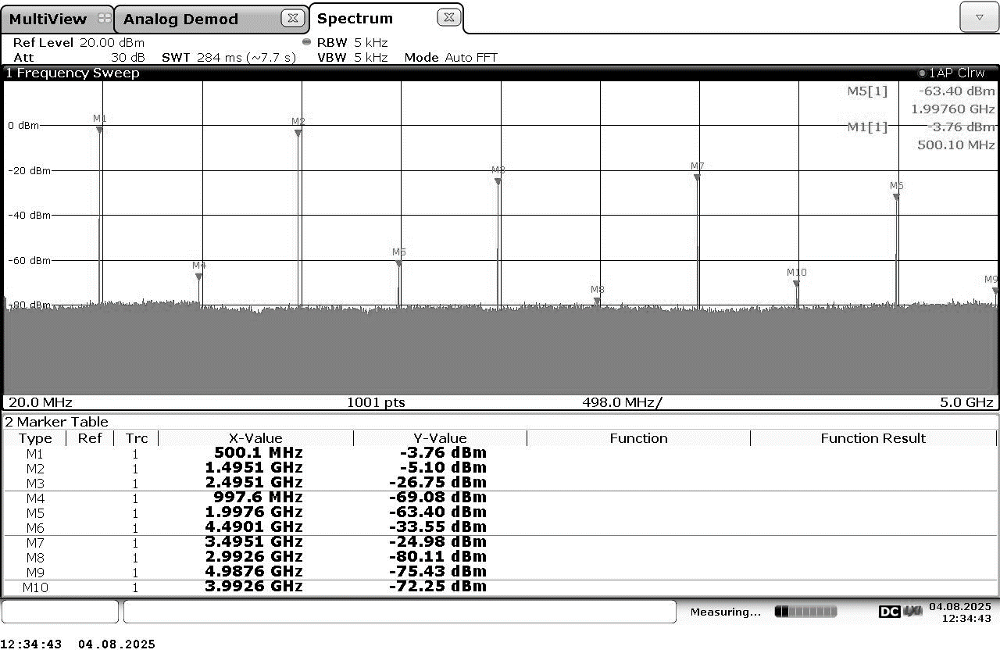 MultiView Analog Demod Spectrum
Ref Level 20.00 dBm RBW 5 kHz
Att 30 dB SWT 284 ms (~7.7 s) VBW 5 kHz Mode Auto FFT
1 Frequency Sweep 1AP Clrw
M5[1] -63.40 dBm
1.99760 GHz
M1[1] -3.76 dBm
500.10 MHz
M1 M2
0 dBm
M3 M7
-20 dBm
M6
-40 dBm
M5
-60 dBm
M4 M10 M9
M8
-80 dBm
20.0 MHz 1001 pts 498.0 MHz/ 5.0 GHz
2 Marker Table
Type Ref Trc X-Value Y-Value Function Function Result
M1 1 500.1 MHz -3.76 dBm
M2 1 1.4951 GHz -5.10 dBm
M3 1 2.4951 GHz -26.75 dBm
M4 1 997.6 MHz -69.08 dBm
M5 1 1.9976 GHz -63.40 dBm
M6 1 4.4901 GHz -33.55 dBm
M7 1 3.4951 GHz -24.98 dBm
M8 1 2.9926 GHz -80.11 dBm
M9 1 4.9876 GHz -75.43 dBm
M10 1 3.9926 GHz -72.25 dBm
Measuring... DC LXI 04.08.2025
12:34:43
12:34:43 04.08.2025